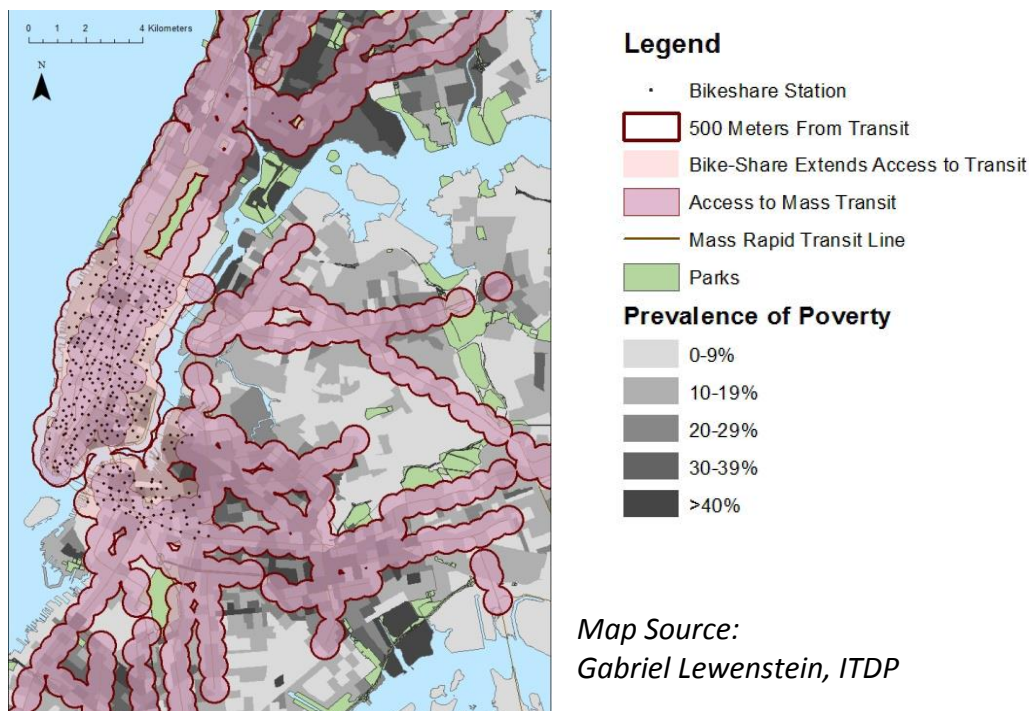 0 1 2 4 Kilometers
N
Legend
Bikeshare Station
500 Meters From Transit
Bike-Share Extends Access to Transit
Access to Mass Transit
Mass Rapid Transit Line
Parks
Prevalence of Poverty
0-9%
10-19%
20-29%
30-39%
>40%
Map Source:
Gabriel Lewenstein, ITDP